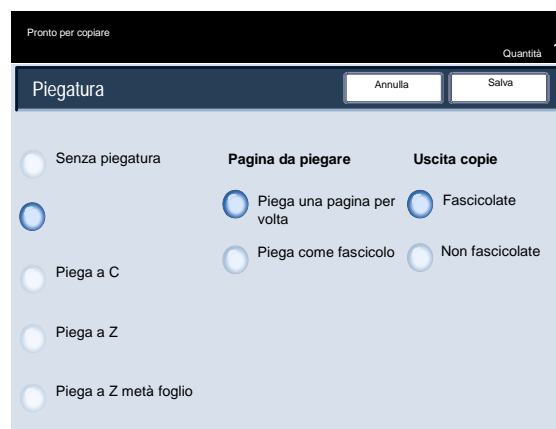 Pronto per copiare
Quantità
Piegatura
Annulla
Salva
Senza piegatura
Piega a C
Piega a Z
Piega a Z metà foglio
Pagina da piegare
Piega una pagina per
volta
Piega come fascicolo
Uscita copie
Fascicolate
Non fascicolate